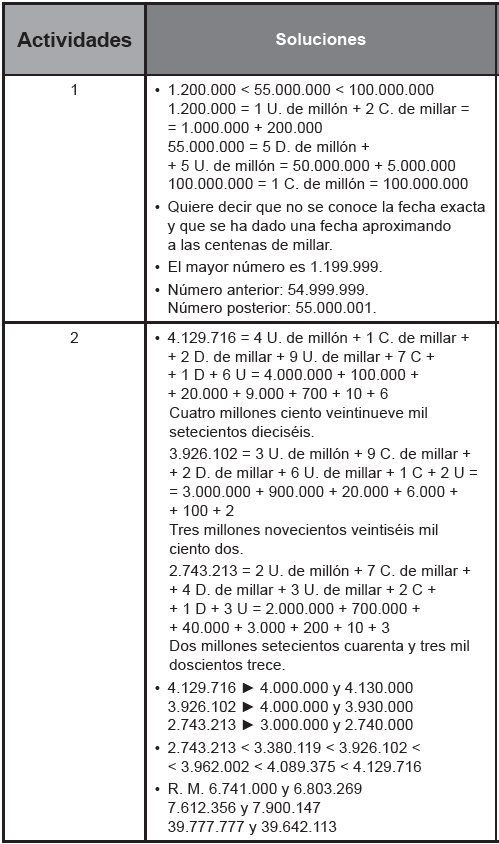 Actividades
Soluciones
1
• 1.200.000 < 55.000.000 < 100.000.000
1.200.000 = 1 U. de millón + 2 C. de millar =
= 1.000.000 + 200.000
55.000.000 = 5 D. de millón +
+ 5 U. de millón = 50.000.000 + 5.000.000
100.000.000 = 1 C. de millón = 100.000.000
• Quiere decir que no se conoce la fecha exacta
y que se ha dado una fecha aproximando
a las centenas de millar.
• El mayor número es 1.199.999.
• Número anterior: 54.999.999.
Número posterior: 55.000.001.
2
• 4.129.716 = 4 U. de millón + 1 C. de millar +
+ 2 D. de millar + 9 U. de millar + 7 C +
+ 1 D + 6 U = 4.000.000 + 100.000 +
+ 20.000 + 9.000 + 700 + 10 + 6
Cuatro millones ciento veintinueve mil
setecientos dieciséis.
3.926.102 = 3 U. de millón + 9 C. de millar +
+ 2 D. de millar + 6 U. de millar + 1 C + 2 U =
= 3.000.000 + 900.000 + 20.000 + 6.000 +
+ 100 + 2
Tres millones novecientos veintiséis mil
ciento dos.
2.743.213 = 2 U. de millón + 7 C. de millar +
+ 4 D. de millar + 3 U. de millar + 2 C +
+ 1 D + 3 U = 2.000.000 + 700.000 +
+ 40.000 + 3.000 + 200 + 10 + 3
Dos millones setecientos cuarenta y tres mil
doscientos trece.
• 4.129.716 ► 4.000.000 y 4.130.000
3.926.102 ► 4.000.000 y 3.930.000
2.743.213 ► 3.000.000 y 2.740.000
• 2.743.213 < 3.380.119 < 3.926.102 <
< 3.962.002 < 4.089.375 < 4.129.716
• R. M. 6.741.000 y 6.803.269
7.612.356 y 7.900.147
39.777.777 y 39.642.113